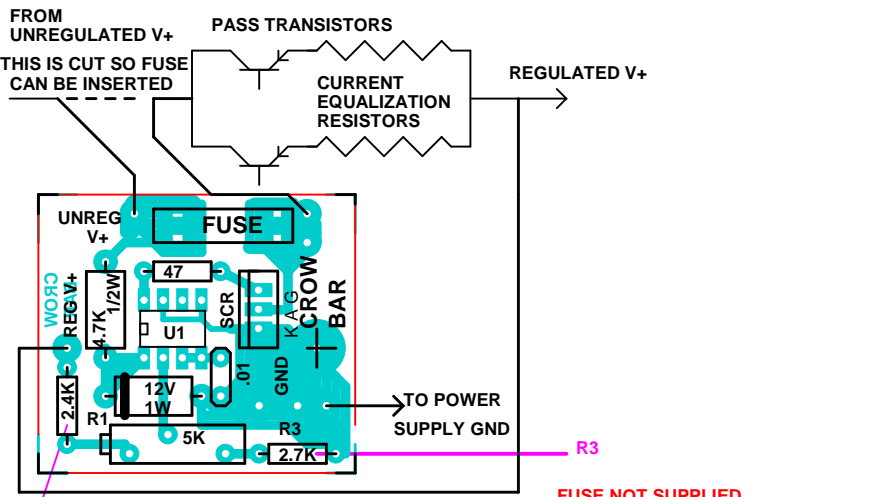 FROM
UNREGULATED V+
PASS TRANSISTORS
THIS IS CUT SO FUSE
CAN BE INSERTED
CURRENT
EQUALIZATION
RESISTORS
REGULATED V+
UNREG
V+
FUSE
CROW
BAR
REG V+
4.7K
1/2W
47
SCR
K A G
CROW
BAR
U1
.01
GND
12V
1W
2.4K
R1
5K
R3
2.7K
TO POWER
SUPPLY GND
R3
FUSE NOT SUPPLIED